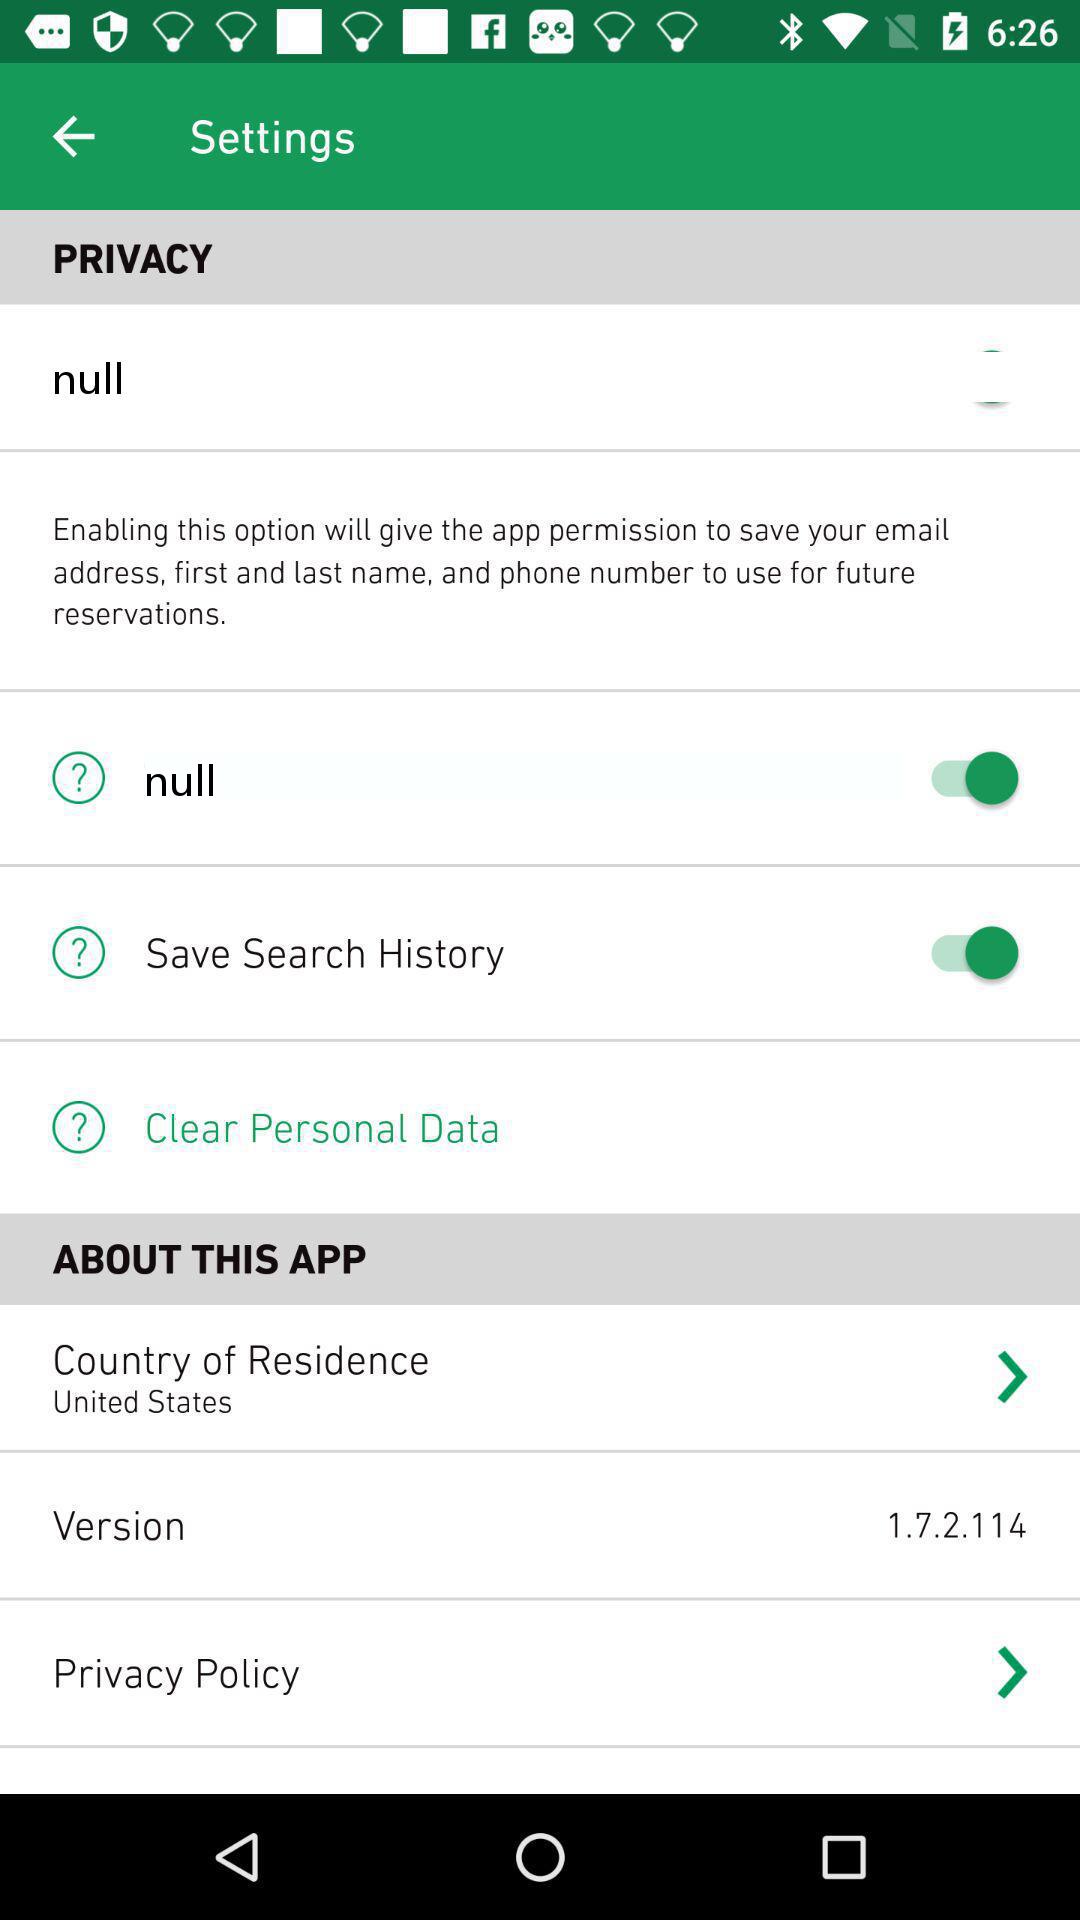 6:26
Settings
PRIVACY
null
Enabling this option will give the app permission to save your email
address, first and last name, and phone number to use for future
reservations.
? null
? Save Search History
? Clear Personal Data
ABOUT THIS APP
Country of Residence
United States
Version 1.7.2.114
Privacy Policy